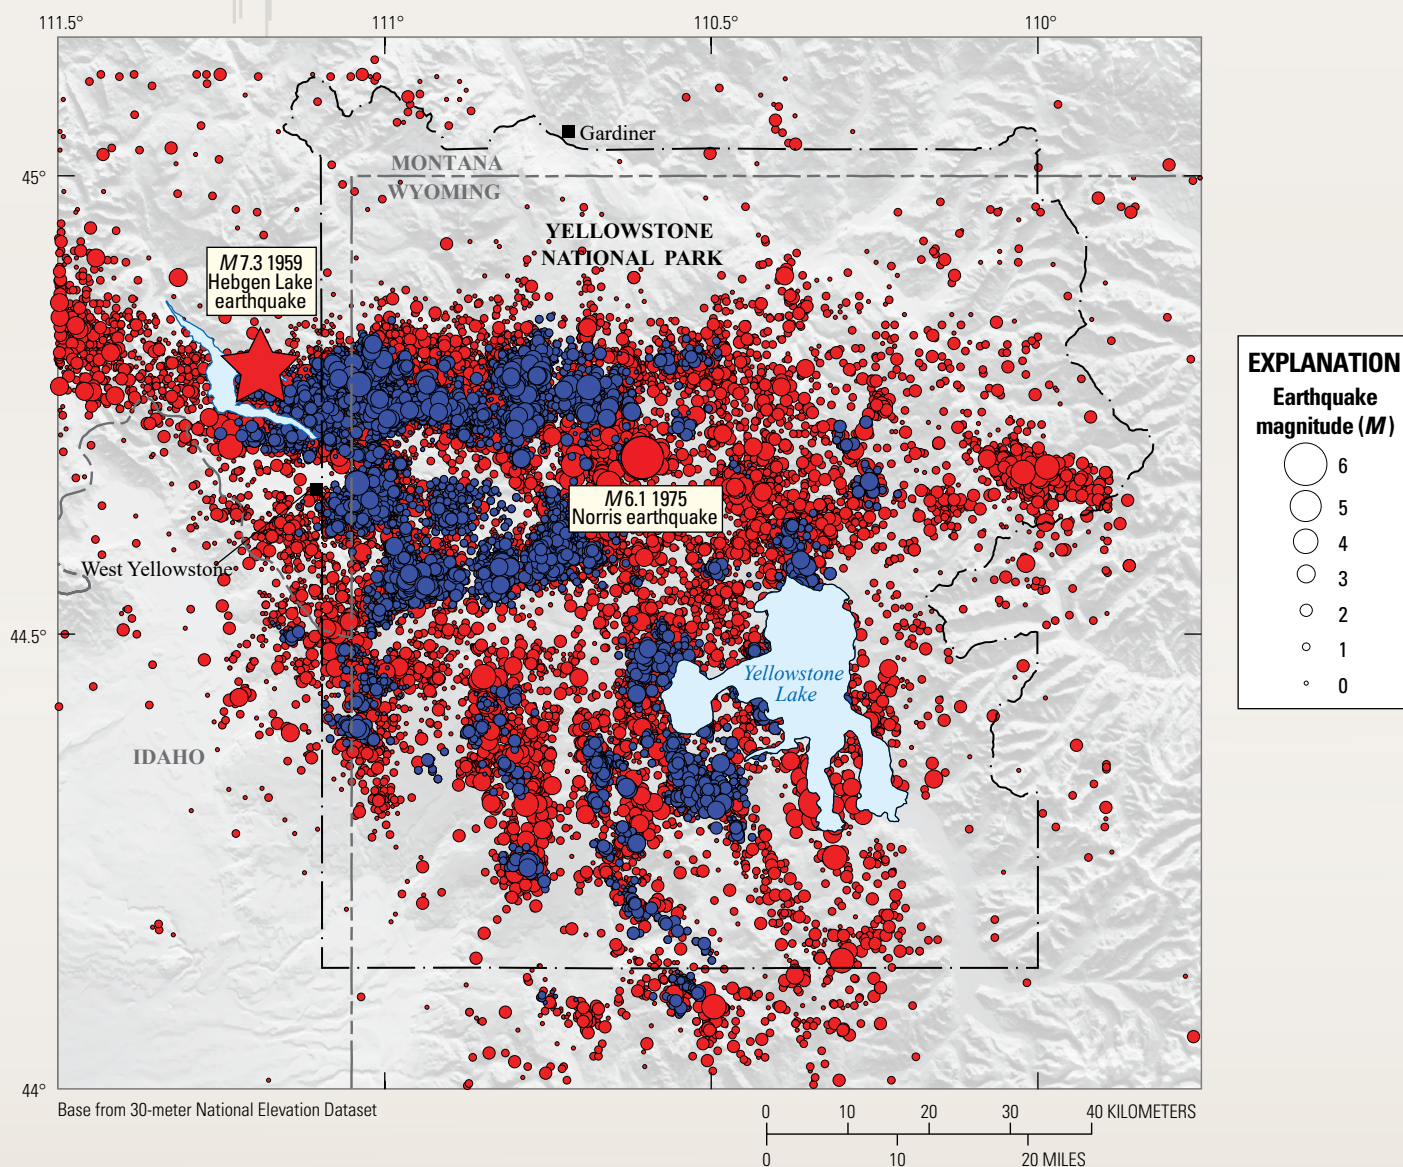 111.5°
111°
110.5°
110°
Gardiner
MONTANA
45°
WYOMING
YELLOWSTONE
NATIONAL PARK
M 7.3 1959
Hebgen Lake
earthquake
M 6.1 1975
Norris earthquake
West Yellowstone
44.5°
Yellowstone
Lake
IDAHO
44°
EXPLANATION
Earthquake
magnitude (M)
6
5
4
3
2
1
0
Base from 30-meter National Elevation Dataset
0 10 20 30 40 KILOMETERS
0 10 20 MILES